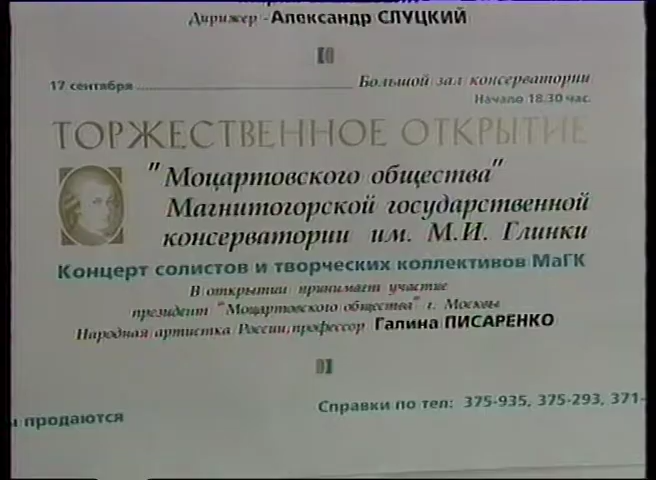 Дирижер - Александр СЛУЦКИЙ
17 сентября Большой зал консерватории
Начало 18.30 час.
ТОРЖЕСТВЕННОЕ ОТКРЫТИЕ
"Моцартовского общества"
Магнитогорской государственной
консерватории им. М.И. Глинки
Концерт солистов и творческих коллективов МаГК
В открытии принимает участие
президент "Моцартовского общества" г. Москвы
Народная артистка России, профессор Галина ПИСАРЕНКО
продаются
Справки по тел: 375-935, 375-293, 371-